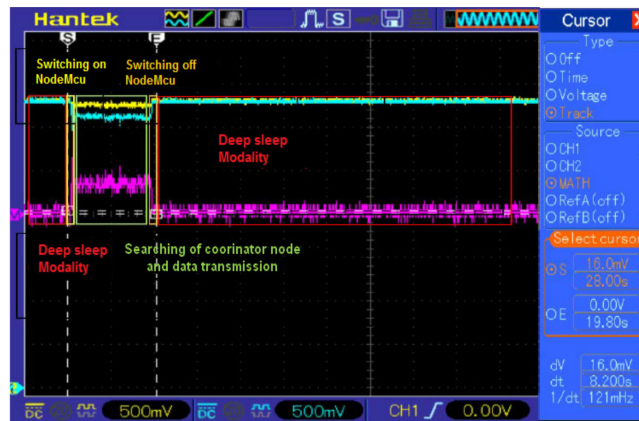 Hantek
S
M
Cursor
X
S
E
Type
Switching on
NodeMcu
Switching off
NodeMcu
Off
Time
Voltage
Track
Source
CH1
CH2
MATH
RefA(off)
RefB(off)
Deep sleep
Modality
Deep sleep
Modality
Searching of coorinator node
and data transmission
Select cursor
S 16.0mV
28.00s
E 0.00V
19.80s
dV 16.0mV
dt 8.200s
1/dt 121mHz
DC 500mV DC 500mV CH1 0.00V